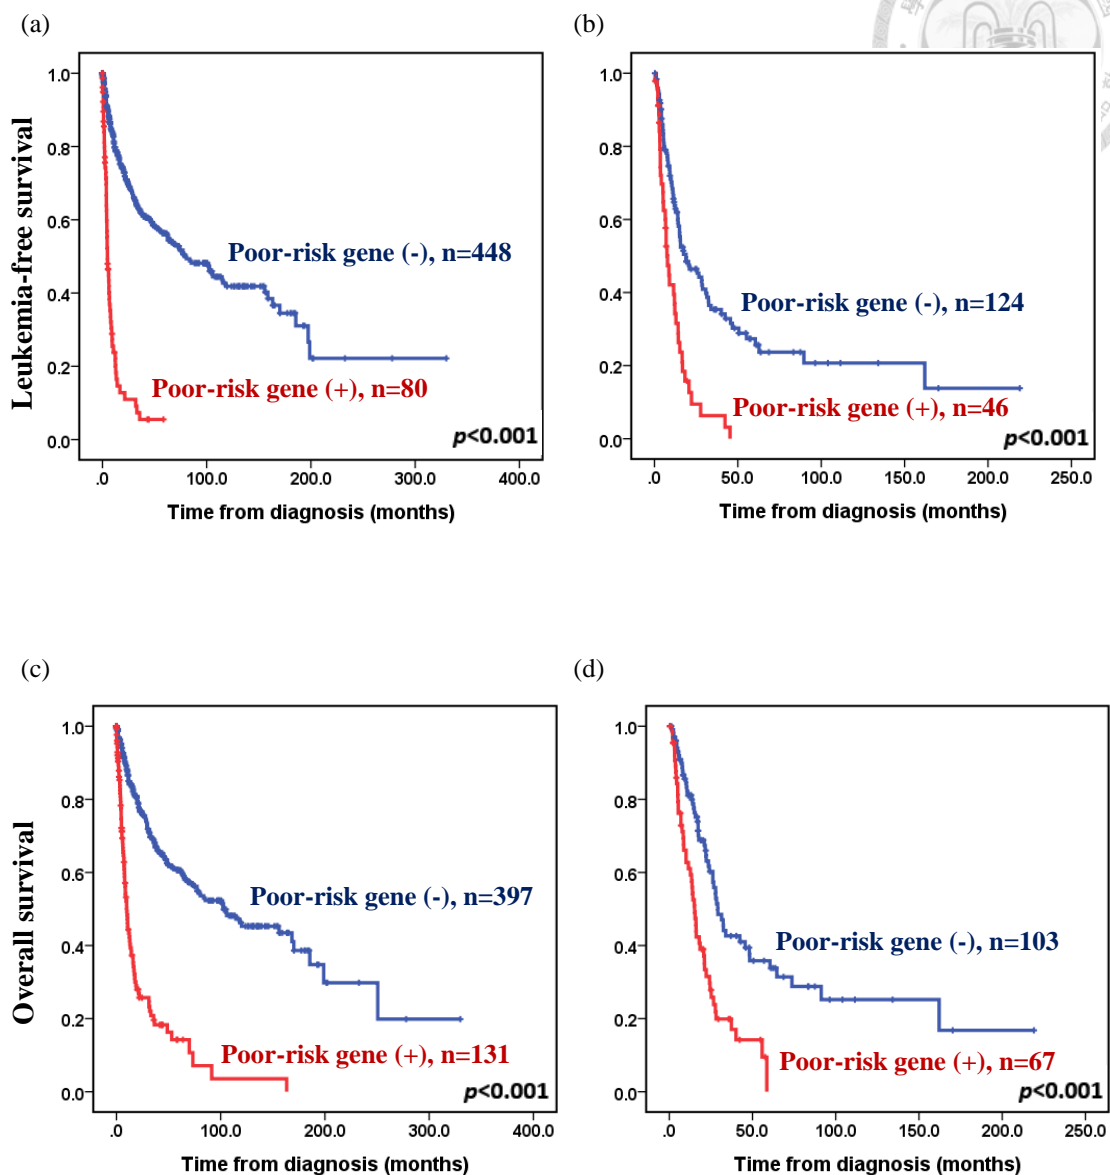 (a)
(b)
Leukemia-free survival
1.0
0.8
0.6
0.4
0.2
0.0
Poor-risk gene (-), n=448
Poor-risk gene (+), n=80
p<0.001
.0 100.0 200.0 300.0 400.0
Time from diagnosis (months)
1.0
0.8
0.6
0.4
0.2
0.0
Poor-risk gene (-), n=124
Poor-risk gene (+), n=46
p<0.001
.0 50.0 100.0 150.0 200.0 250.0
Time from diagnosis (months)
(c)
(d)
Overall survival
1.0
0.8
0.6
0.4
0.2
0.0
Poor-risk gene (-), n=397
Poor-risk gene (+), n=131
p<0.001
.0 100.0 200.0 300.0 400.0
Time from diagnosis (months)
1.0
0.8
0.6
0.4
0.2
0.0
Poor-risk gene (-), n=103
Poor-risk gene (+), n=67
p<0.001
.0 50.0 100.0 150.0 200.0 250.0
Time from diagnosis (months)